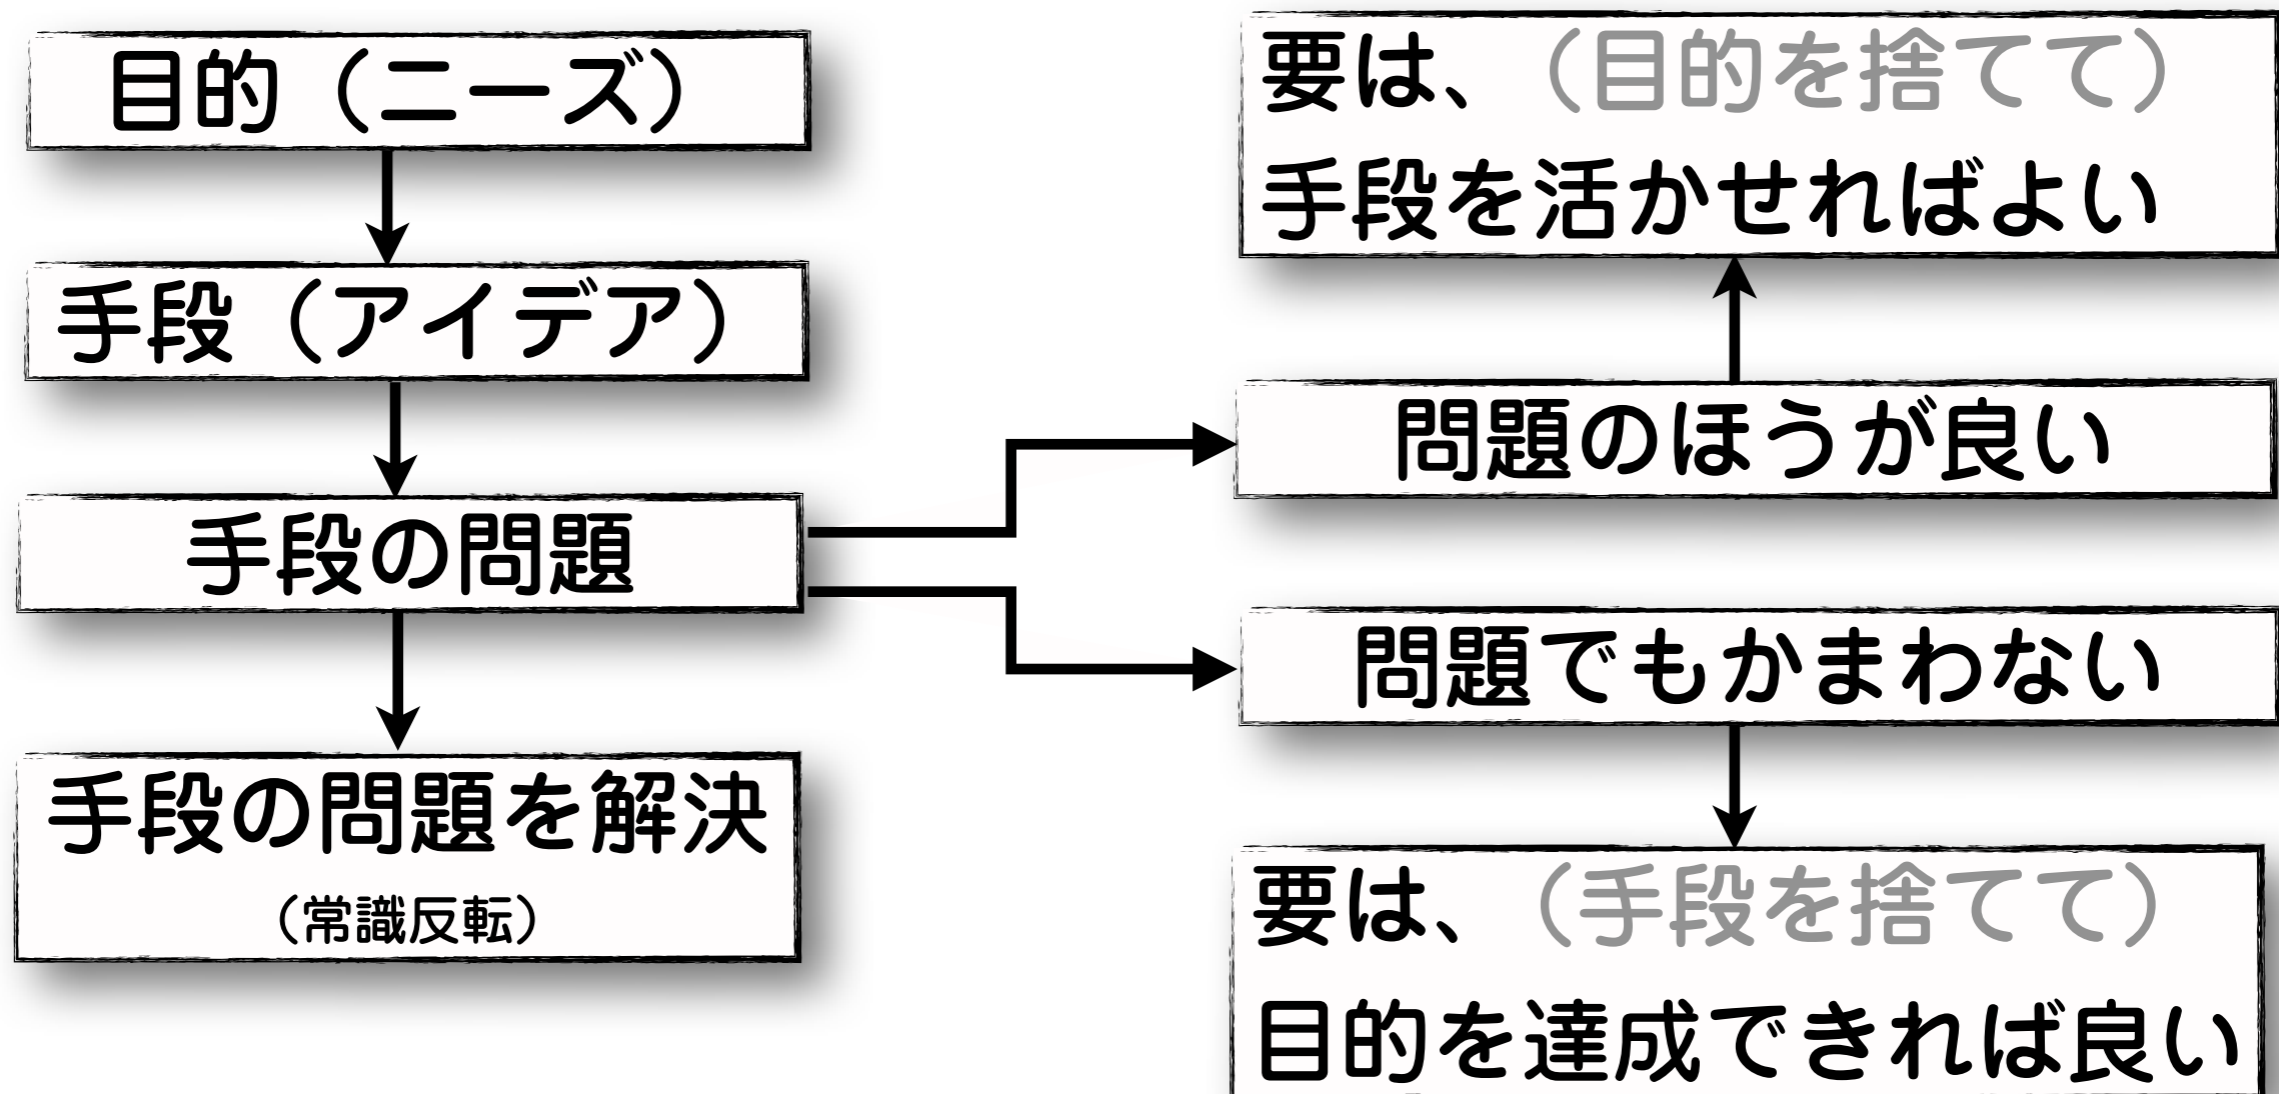 目的（ニーズ）
手段（アイデア）
手段の問題
手段の問題を解決
（常識反転）
要は、（目的を捨てて）
手段を活かせればよい
問題のほうが良い
問題でもかまわない
要は、（手段を捨てて）
目的を達成できれば良い